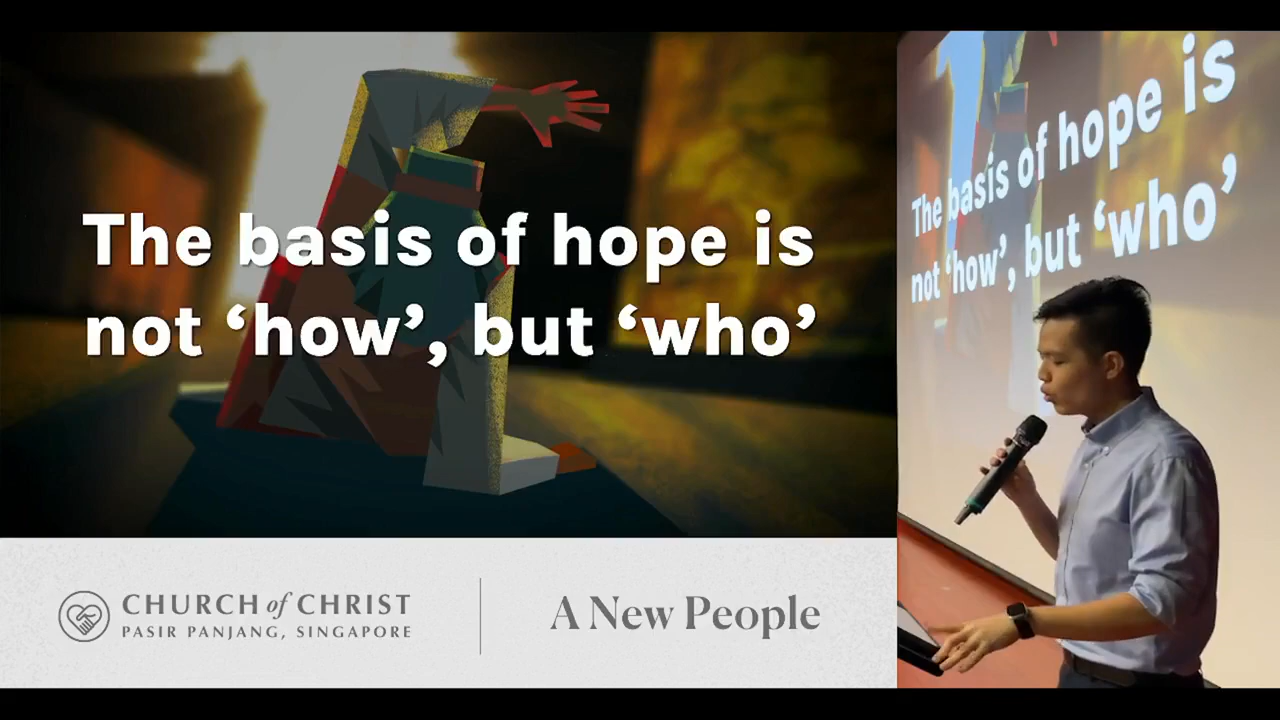 The basis of hope is
not ‘how’, but ‘who’
CHURCH of CHRIST
PASIR PANJANG, SINGAPORE
A New People
The basis of hope is
not ‘how’, but ‘who’